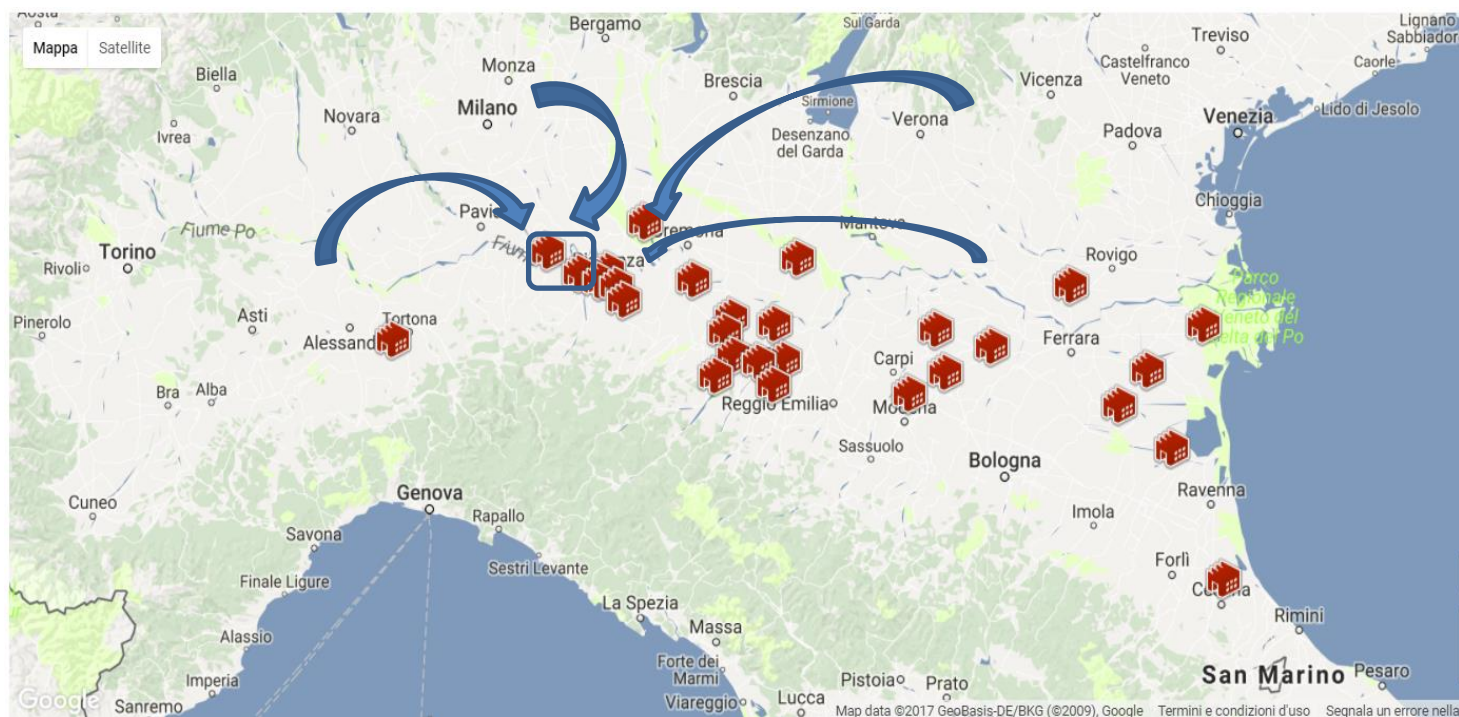 Aosta
Bergamo
Sul Garda
Lignano
Sabbiador
Treviso
Mappa
Satellite
Biella
Monza
Brescia
Vicenza
Castelfranco
Veneto
Caorle
Novara
Milano
Sirmione
Verona
Venezia
Lido di Jesolo
Ivrea
Desenzano
del Garda
Padova
Chioggia
Pavia
Fiume Po
Mantova
Torino
Rivoli
Cremona
Rovigo
Parco
Regionale
Veneto del
Delta del Po
Pinerolo
Asti
Tortona
Alessand
Ferrara
Carpi
Bra
Alba
Reggio Emilia
Modena
Sassuolo
Bologna
Cuneo
Genova
Ravenna
Rapallo
Imola
Savona
Sestri Levante
Forlì
Finale Ligure
La Spezia
Rimini
Massa
Alassio
Forte dei
Marmi
San Marino
Pesaro
Imperia
Pistoia
Prato
Google
Sanremo
Viareggio
Lucca
Map data ©2017 GeoBasis-DE/BKG (©2009), Google
Termini e condizioni d'uso
Segnala un errore nella